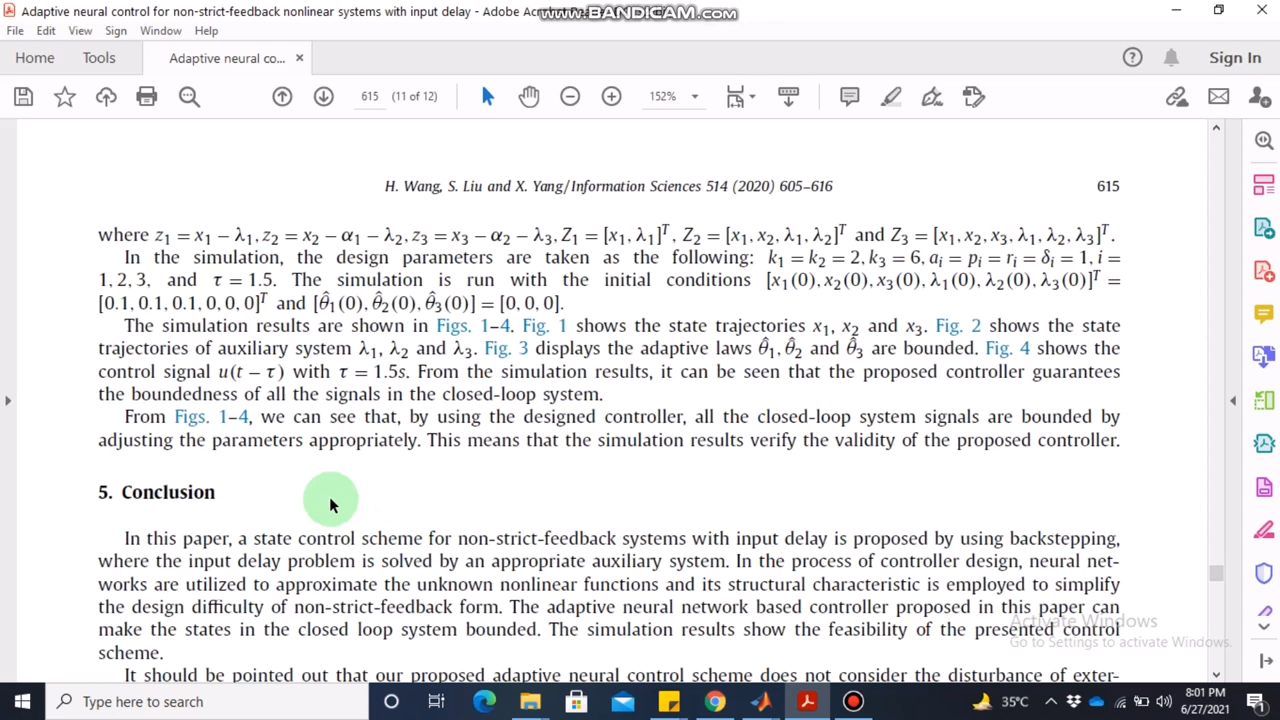 Adaptive neural control for non-strict-feedback nonlinear systems with input delay - Adobe Acrobat
www.BANDICAM.com
File Edit View Sign Window Help
Home Tools Adaptive neural co... × Sign In
615 (11 of 12) 152%
H. Wang, S. Liu and X. Yang/Information Sciences 514 (2020) 605–616 615
where z₁ = x₁ − λ₁, z₂ = x₂ − α₁ − λ₂, z₃ = x₃ − α₂ − λ₃, Z₁ = [x₁, λ₁]ᵀ, Z₂ = [x₁, x₂, λ₁, λ₂]ᵀ and Z₃ = [x₁, x₂, x₃, λ₁, λ₂, λ₃]ᵀ.
In the simulation, the design parameters are taken as the following: k₁ = k₂ = 2, k₃ = 6, aᵢ = pᵢ = rᵢ = δᵢ = 1, i =
1, 2, 3, and τ = 1.5. The simulation is run with the initial conditions [x₁(0), x₂(0), x₃(0), λ₁(0), λ₂(0), λ₃(0)]ᵀ =
[0.1, 0.1, 0.1, 0, 0, 0]ᵀ and [θ̂₁(0), θ̂₂(0), θ̂₃(0)] = [0, 0, 0].
The simulation results are shown in Figs. 1–4. Fig. 1 shows the state trajectories x₁, x₂ and x₃. Fig. 2 shows the state
trajectories of auxiliary system λ₁, λ₂ and λ₃. Fig. 3 displays the adaptive laws θ̂₁, θ̂₂ and θ̂₃ are bounded. Fig. 4 shows the
control signal u(t − τ) with τ = 1.5s. From the simulation results, it can be seen that the proposed controller guarantees
the boundedness of all the signals in the closed-loop system.
From Figs. 1–4, we can see that, by using the designed controller, all the closed-loop system signals are bounded by
adjusting the parameters appropriately. This means that the simulation results verify the validity of the proposed controller.
5. Conclusion
In this paper, a state control scheme for non-strict-feedback systems with input delay is proposed by using backstepping,
where the input delay problem is solved by an appropriate auxiliary system. In the process of controller design, neural net-
works are utilized to approximate the unknown nonlinear functions and its structural characteristic is employed to simplify
the design difficulty of non-strict-feedback form. The adaptive neural network based controller proposed in this paper can
make the states in the closed loop system bounded. The simulation results show the feasibility of the presented control
scheme.
It should be pointed out that our proposed adaptive neural control scheme does not consider the disturbance of exter-
Activate Windows
Go to Settings to activate Windows.
Type here to search 35°C 8:01 PM
6/27/2021